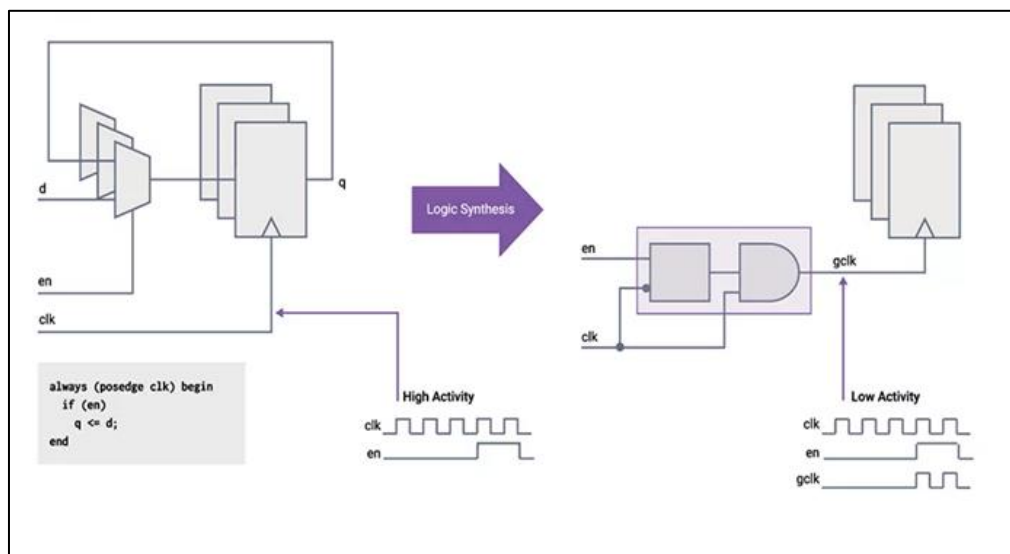 q
d
Logic Synthesis
en
gclk
en
clk
clk
always (posedge clk) begin
if (en)
q <= d;
end
High Activity
clk
en
Low Activity
clk
en
gclk